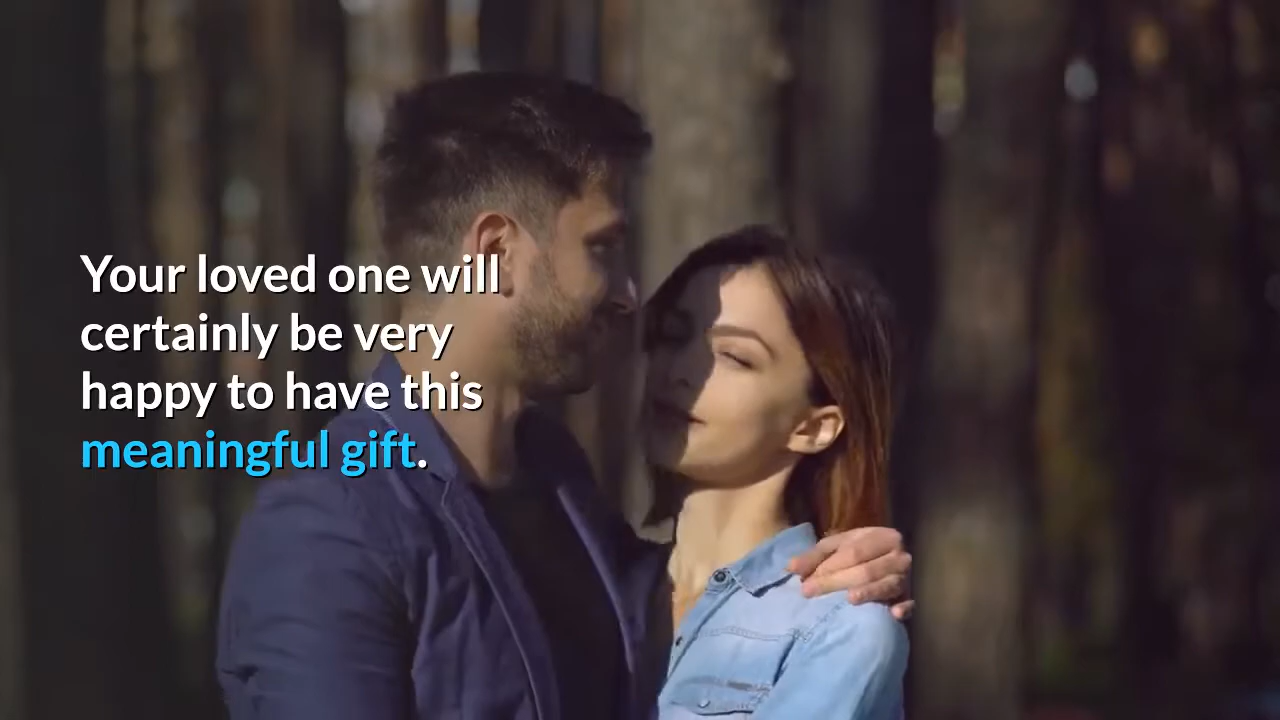 Your loved one will
certainly be very
happy to have this
meaningful gift.